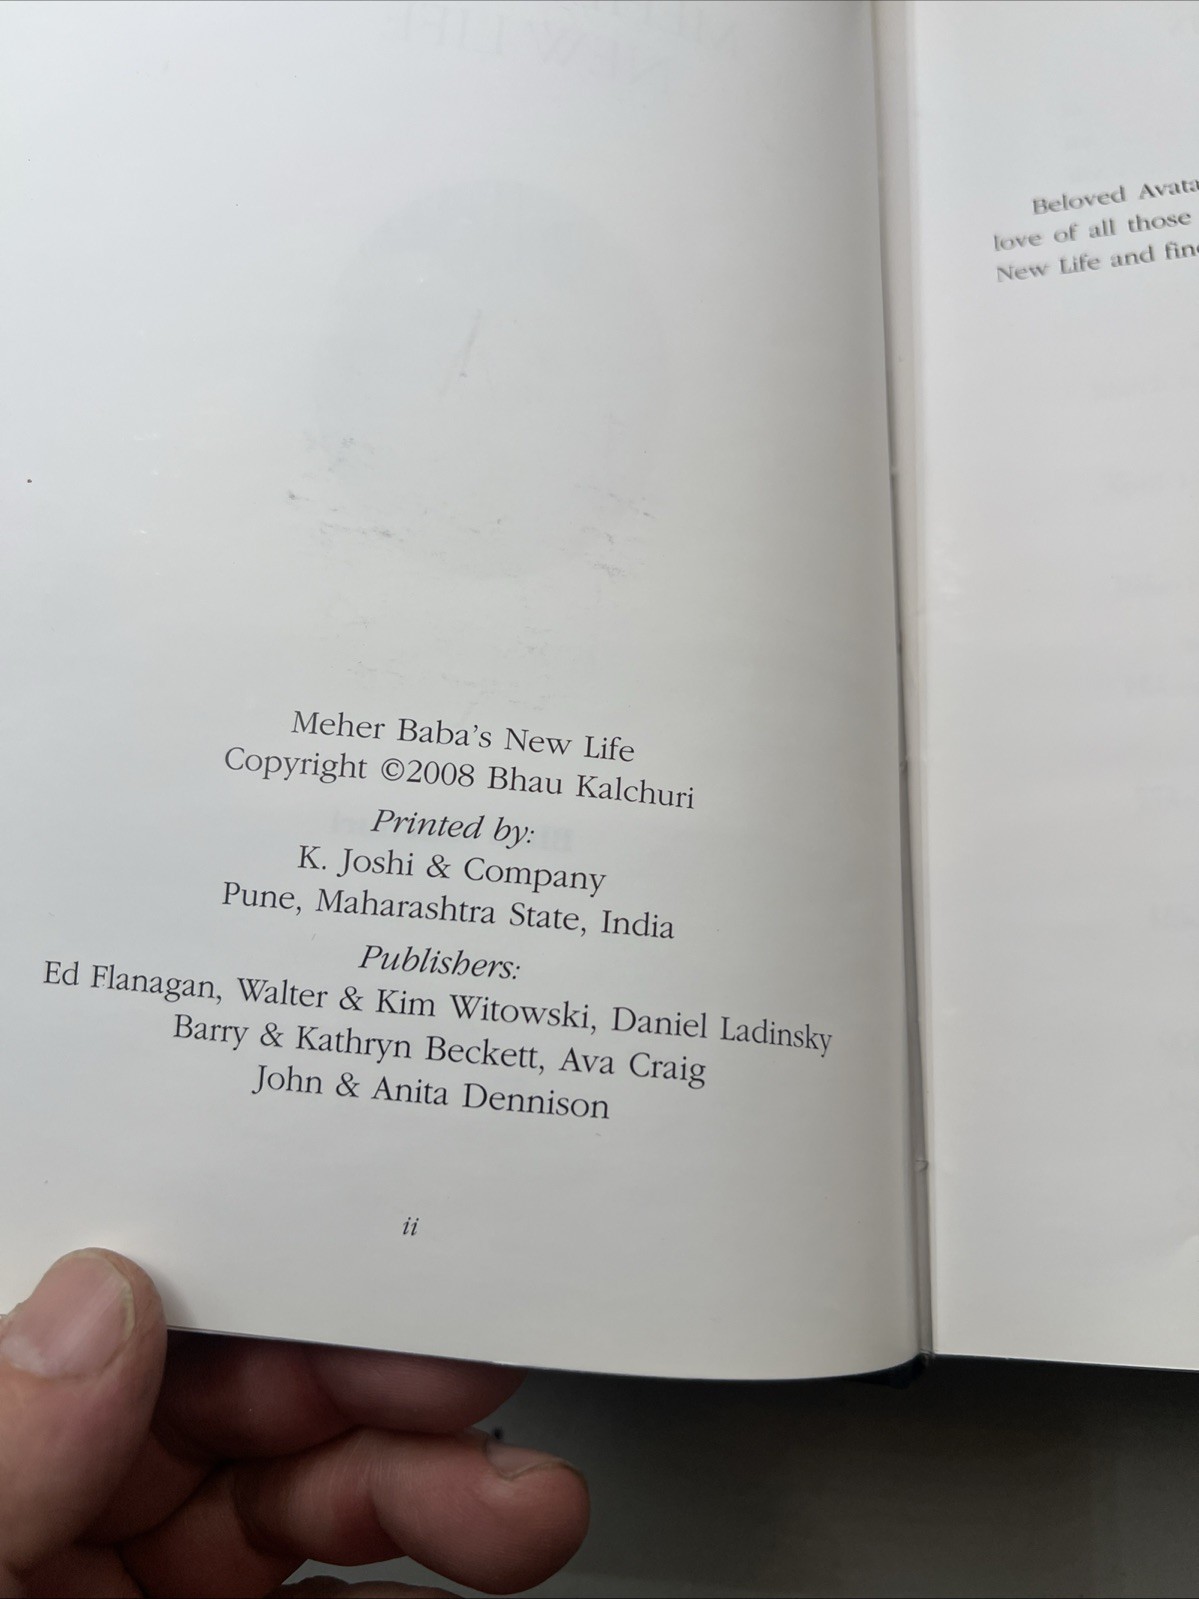 Meher Baba's New Life
Copyright ©2008 Bhau Kalchuri
Printed by:
K. Joshi & Company
Pune, Maharashtra State, India
Publishers:
Ed Flanagan, Walter & Kim Witowski, Daniel Ladinsky
Barry & Kathryn Beckett, Ava Craig
John & Anita Dennison
ii
Beloved Avata
love of all those
New Life and fin